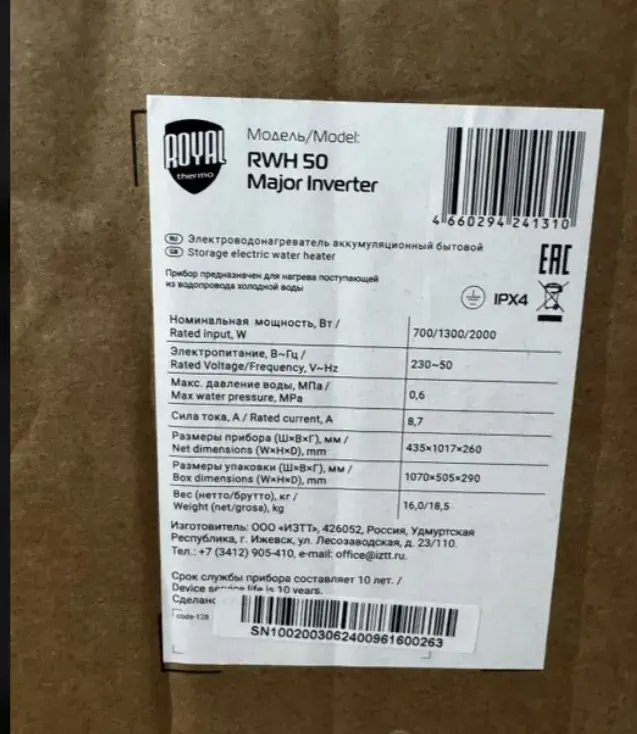 ROYAL
thermo
Модель/Model:
RWH 50
Major Inverter
4 660294 241310
RU Электроводонагреватель аккумуляционный бытовой
GB Storage electric water heater
Прибор предназначен для нагрева поступающей
из водопровода холодной воды
EAC
IPX4
Номинальная мощность, Вт /
Rated input, W
700/1300/2000
Электропитание, В~Гц /
Rated Voltage/Frequency, V~Hz
230~50
Макс. давление воды, МПа /
Max water pressure, MPa
0,6
Сила тока, А / Rated current, A
8,7
Размеры прибора (Ш×В×Г), мм /
Net dimensions (W×H×D), mm
435×1017×260
Размеры упаковки (Ш×В×Г), мм /
Box dimensions (W×H×D), mm
1070×505×290
Вес (нетто/брутто), кг /
Weight (net/gross), kg
16,0/18,5
Изготовитель: ООО «ИЗТТ», 426052, Россия, Удмуртская
Республика, г. Ижевск, ул. Лесозаводская, д. 23/110.
Тел.: +7 (3412) 905-410, e-mail: office@iztt.ru.
Срок службы прибора составляет 10 лет. /
Device service life is 10 years.
Сделано
code-128
SN1002003062400961600263